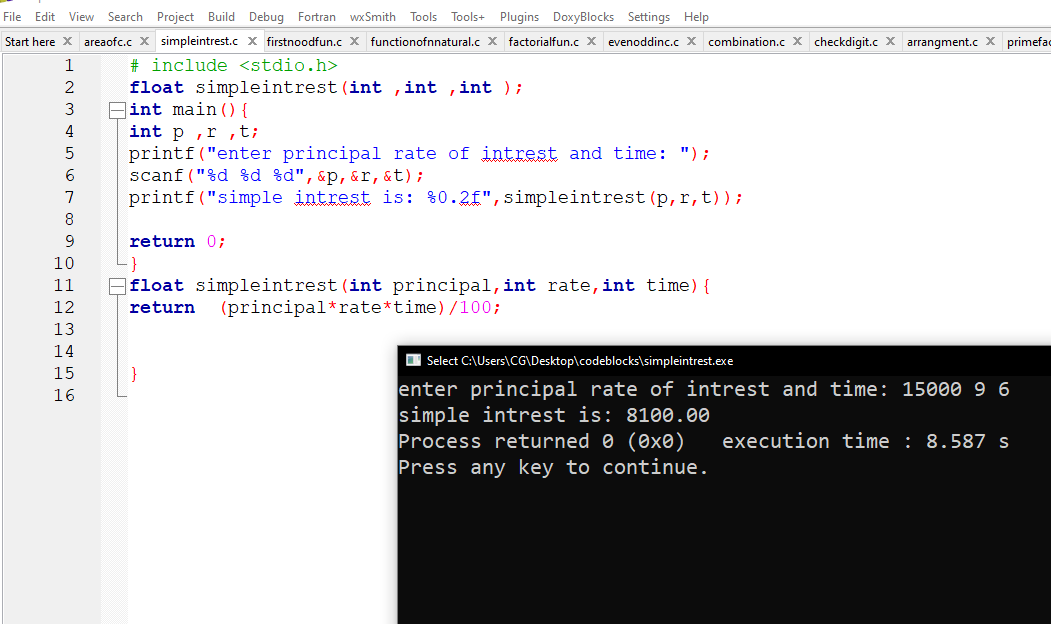 File Edit View Search Project Build Debug Fortran wxSmith Tools Tools+ Plugins DoxyBlocks Settings Help
Start here X areaofc.c X simpleintrest.c X firstnoodfun.c X functionofnnatural.c X factorialfun.c X evenoddinc.c X combination.c X checkdigit.c X arrangment.c X primefac
1 # include <stdio.h>
2 float simpleintrest(int ,int ,int );
3 int main(){
4 int p ,r ,t;
5 printf("enter principal rate of intrest and time: ");
6 scanf("%d %d %d",&p,&r,&t);
7 printf("simple intrest is: %0.2f",simpleintrest(p,r,t));
8
9 return 0;
10 }
11 float simpleintrest(int principal,int rate,int time){
12 return  (principal*rate*time)/100;
13
14
15 }
16
Select C:\Users\CG\Desktop\codeblocks\simpleintrest.exe
enter principal rate of intrest and time: 15000 9 6
simple intrest is: 8100.00
Process returned 0 (0x0)   execution time : 8.587 s
Press any key to continue.